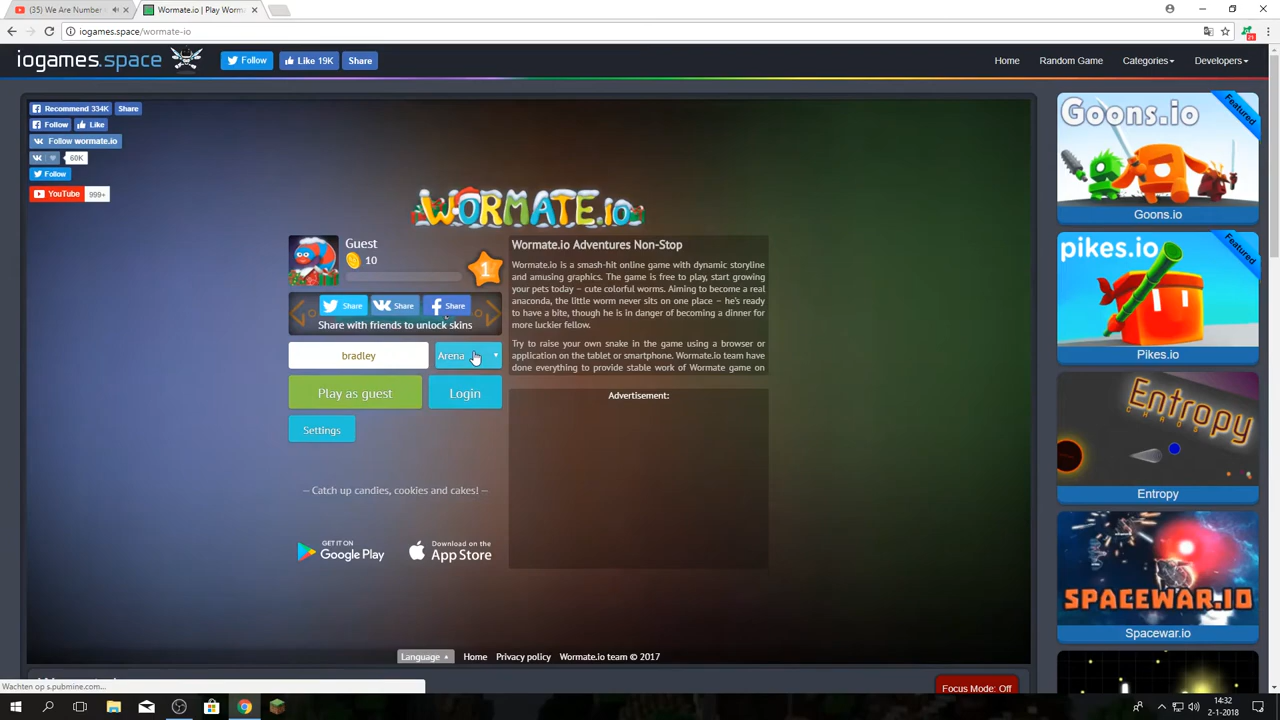 (35) We Are Number
Wormate.io | Play Worm
iogames.space/wormate-io
21
iogames.space
Follow
Like 19K
Share
Home
Random Game
Categories
Developers
Recommend 334K
Share
Follow
Like
Follow wormate.io
60K
Follow
YouTube
999+
WORMATE.io
Guest
10
1
Share
Share
Share
Share with friends to unlock skins
bradley
Arena
Play as guest
Login
Settings
— Catch up candies, cookies and cakes! —
GET IT ON
Google Play
Download on the
App Store
Wormate.io Adventures Non-Stop
Wormate.io is a smash-hit online game with dynamic storyline
and amusing graphics. The game is free to play, start growing
your pets today – cute colorful worms. Aiming to become a real
anaconda, the little worm never sits on one place – he's ready
to have a bite, though he is in danger of becoming a dinner for
more luckier fellow.
Try to raise your own snake in the game using a browser or
application on the tablet or smartphone. Wormate.io team have
done everything to provide stable work of Wormate game on
Advertisement:
Language
Home
Privacy policy
Wormate.io team © 2017
Goons.io
Featured
Goons.io
pikes.io
Featured
Pikes.io
Entropy
CHAOS
Entropy
SPACEWAR.IO
Spacewar.io
Focus Mode: Off
Wachten op s.pubmine.com...
14:32
2-1-2018